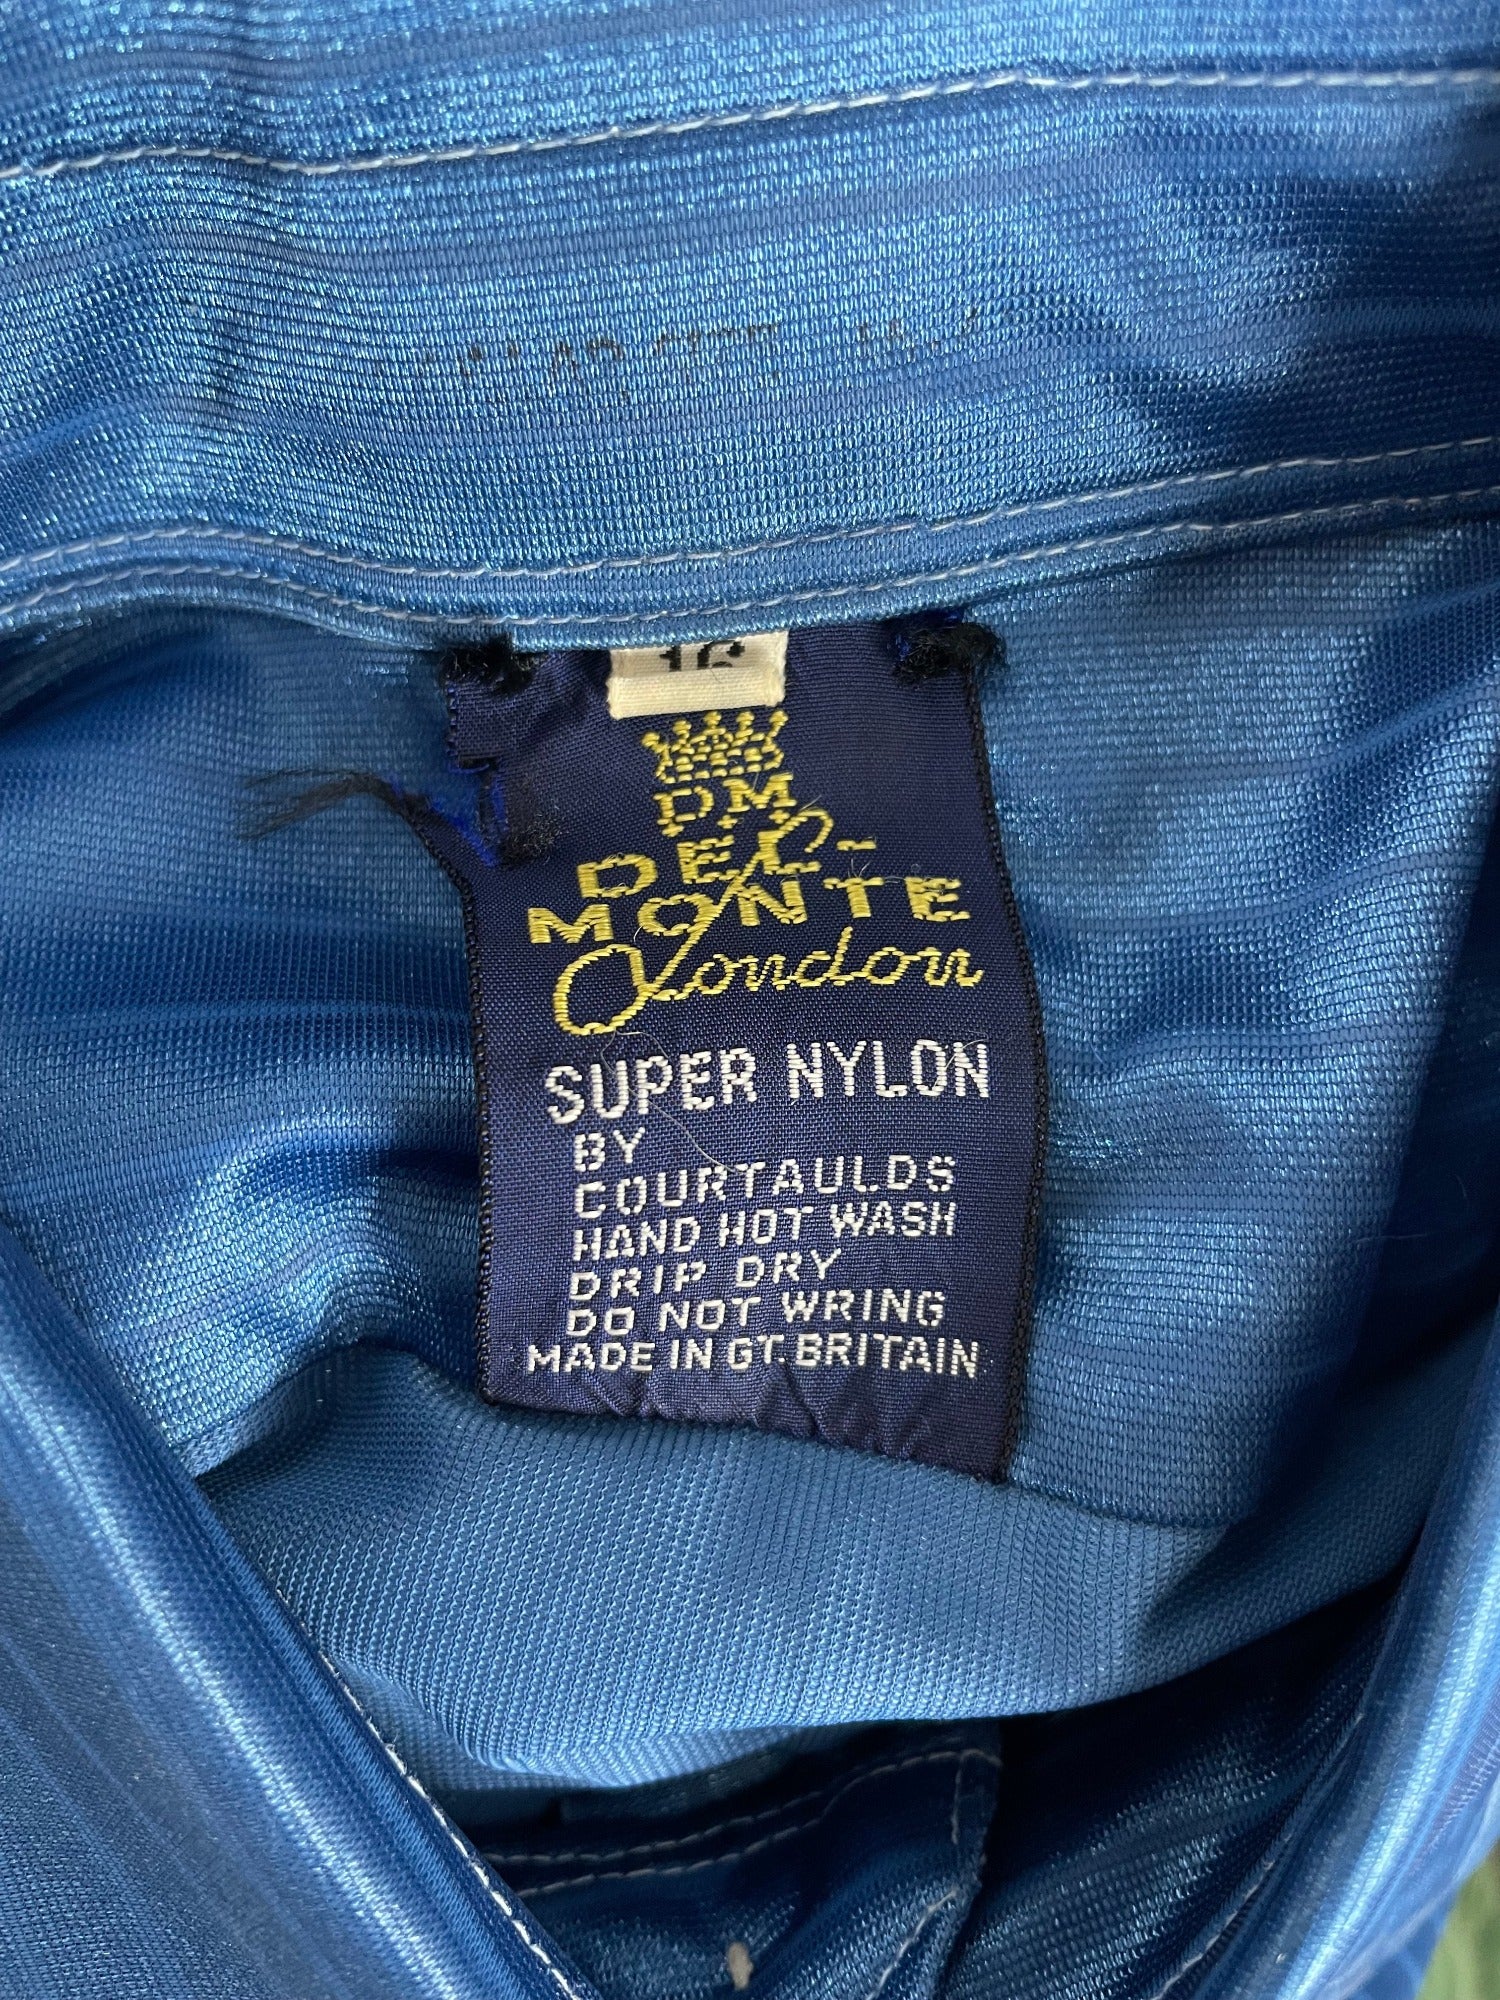 16
DM
DEL-
MONTE
London
SUPER NYLON
BY
COURTAULDS
HAND HOT WASH
DRIP DRY
DO NOT WRING
MADE IN GT. BRITAIN